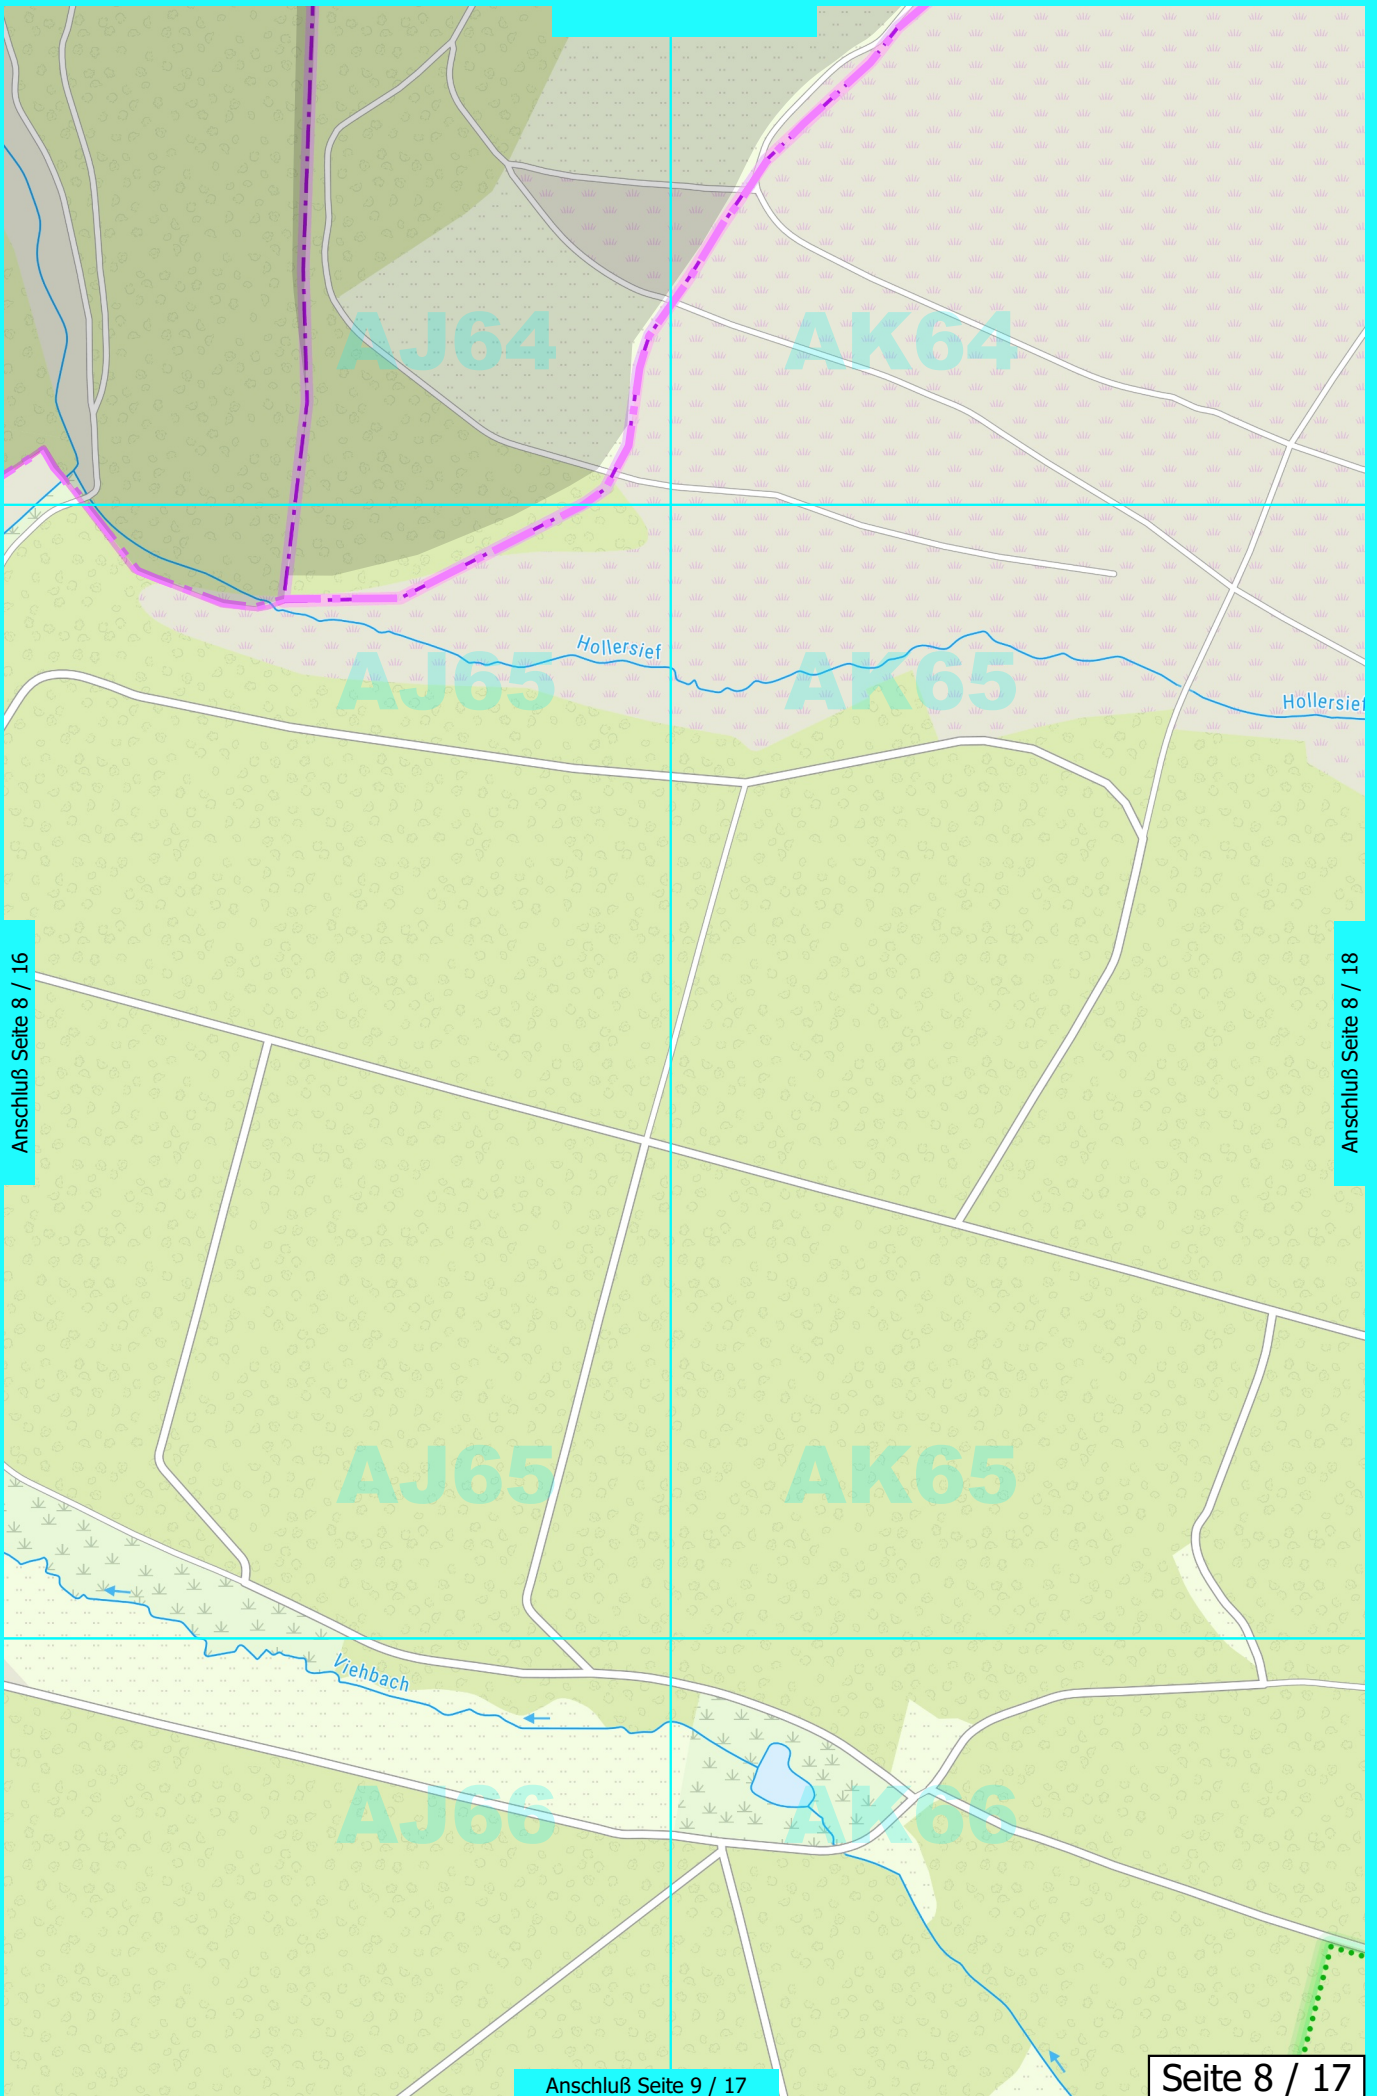 AJ64
AK64
Hollersief
AJ65
AK65
Hollersief
Anschluß Seite 8 / 16
Anschluß Seite 8 / 18
AJ65
AK65
Viehbach
AJ66
AK66
Anschluß Seite 9 / 17
Seite 8 / 17